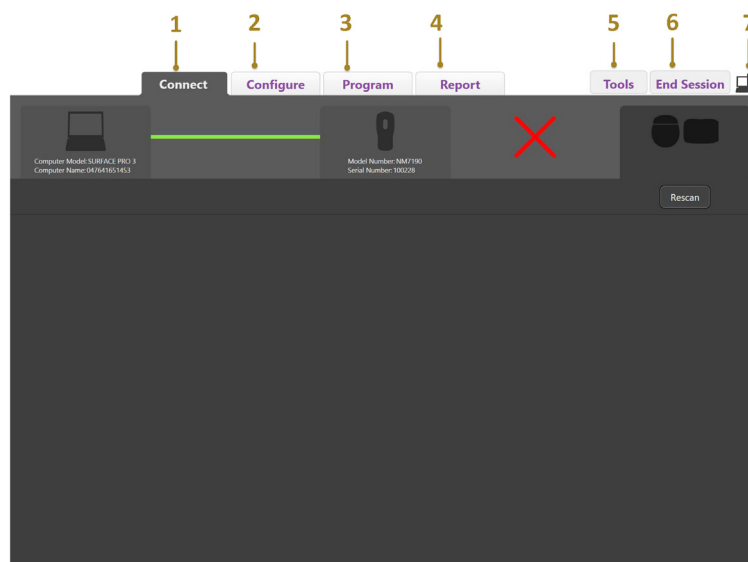 1 2 3 4 5 6 7
Connect Configure Program Report Tools End Session
Computer Model: SURFACE PRO 3
Computer Name: 047641651453
Model Number: NM7190
Serial Number: 100228
Rescan